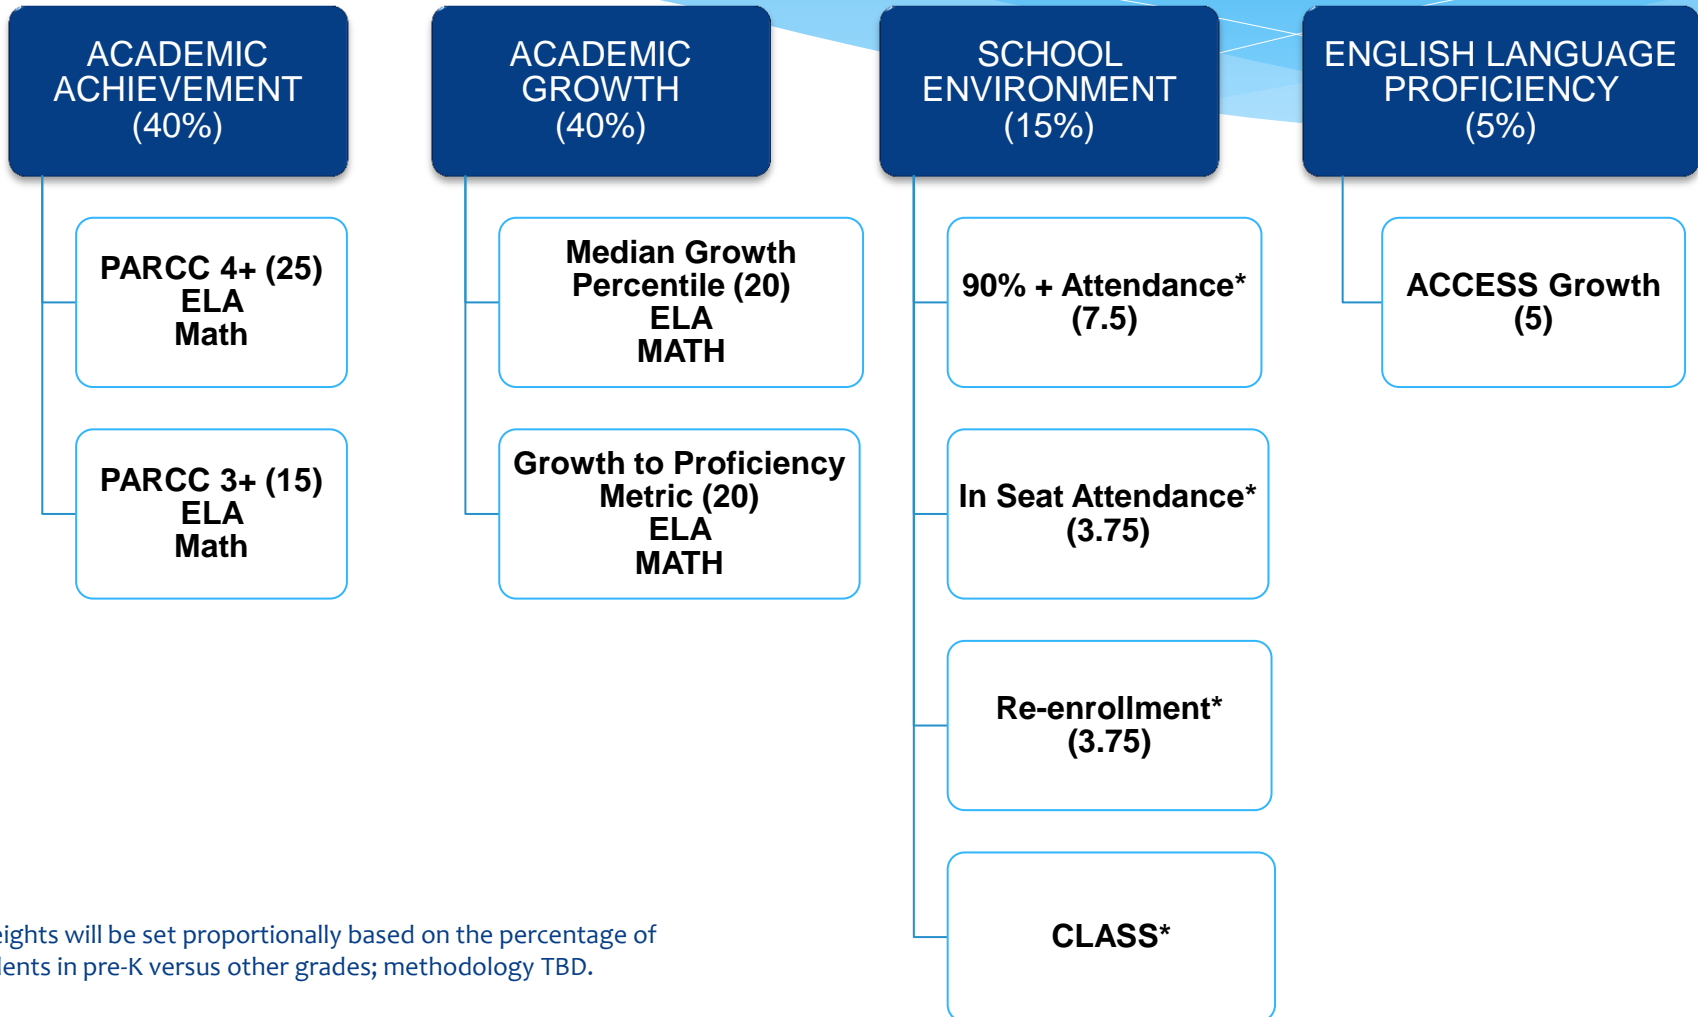 ACADEMIC
ACHIEVEMENT
(40%)
PARCC 4+ (25)
ELA
Math
PARCC 3+ (15)
ELA
Math
ACADEMIC
GROWTH
(40%)
Median Growth
Percentile (20)
ELA
MATH
Growth to Proficiency
Metric (20)
ELA
MATH
SCHOOL
ENVIRONMENT
(15%)
90% + Attendance*
(7.5)
In Seat Attendance*
(3.75)
Re-enrollment*
(3.75)
CLASS*
ENGLISH LANGUAGE
PROFICIENCY
(5%)
ACCESS Growth
(5)
will be set proportionally based on the percentage of
in pre-K versus other grades; methodology TBD.